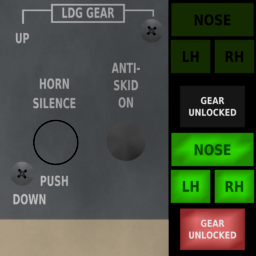 LDG GEAR
UP
HORN
SILENCE
ANTI-
SKID
ON
PUSH
DOWN
NOSE
LH RH
GEAR
UNLOCKED
NOSE
LH RH
GEAR
UNLOCKED